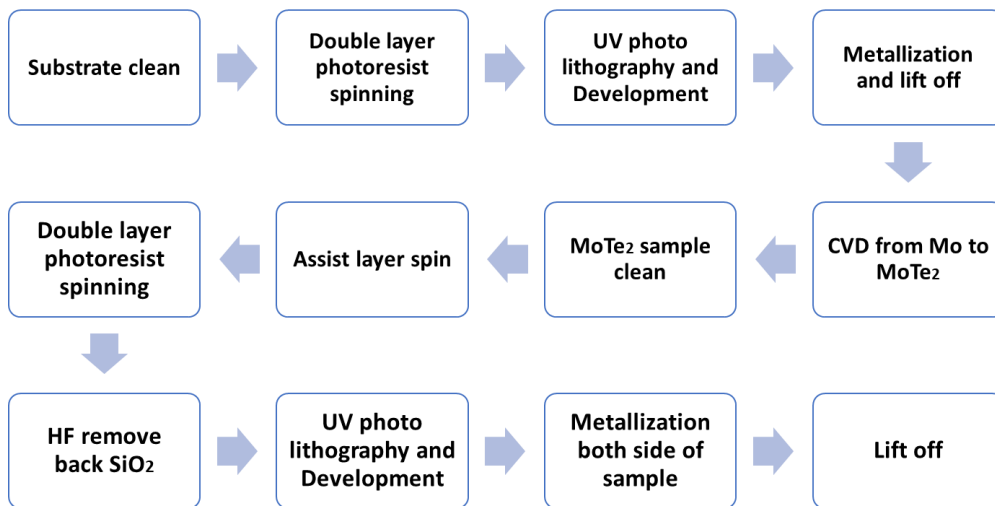 Substrate clean
Double layer
photoresist
spinning
UV photo
lithography and
Development
Metallization
and lift off
Double layer
photoresist
spinning
Assist layer spin
MoTe₂ sample
clean
CVD from Mo to
MoTe₂
HF remove
back SiO₂
UV photo
lithography and
Development
Metallization
both side of
sample
Lift off